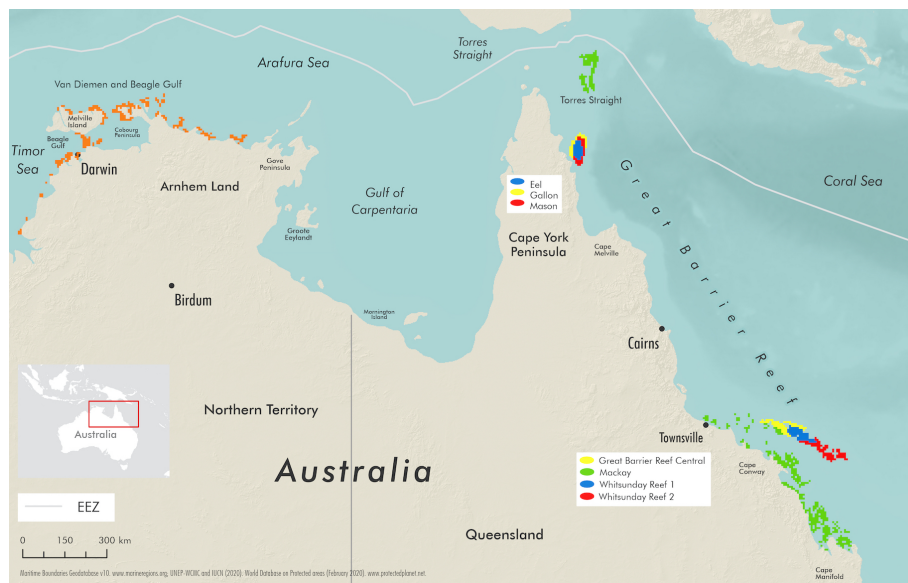 Torres
Straight
Arafura Sea
Van Diemen and Beagle Gulf
Melville
Island
Cobourg
Peninsula
Beagle
Gulf
Timor
Sea
Darwin
Gove
Peninsula
Arnhem Land
Torres Straight
Great Barrier Reef
Coral Sea
Gulf of
Carpentaria
Eel
Gallon
Mason
Groote
Eeylandt
Cape York
Peninsula
Cape
Melville
Birdum
Mornington
Island
Cairns
Northern Territory
Australia
Australia
Townsville
Cape
Conway
Great Barrier Reef Central
Mackay
Whitsunday Reef 1
Whitsunday Reef 2
EEZ
Queensland
0 150 300 km
Cape
Manifold
Maritime Boundaries Geodatabase v10. www.marineregions.org, UNEP-WCMC and IUCN (2020). World Database on Protected areas (February 2020). www.protectedplanet.net.